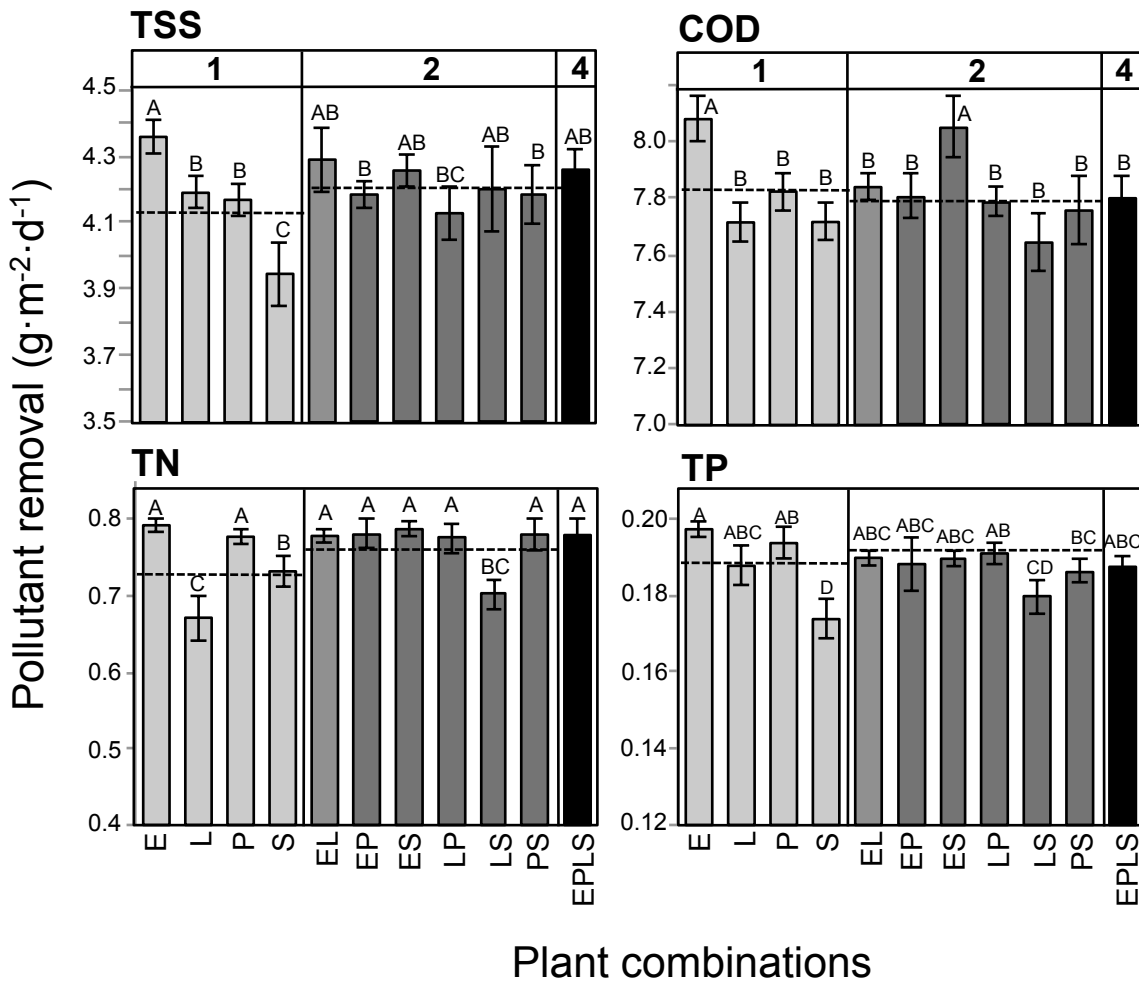 TSS
1 2 4
4.5
4.3
4.1
3.9
3.7
3.5
A B B C AB B AB BC AB B AB
COD
1 2 4
8.0
7.8
7.6
7.4
7.2
7.0
A B B B B B A B B B B
Pollutant removal (g·m-2·d-1)
TN
0.8
0.7
0.6
0.5
0.4
A C A B A A A A BC A A
E L P S EL EP ES LP LS PS EPLS
TP
0.20
0.18
0.16
0.14
0.12
A ABC AB D ABC ABC ABC AB CD BC ABC
E L P S EL EP ES LP LS PS EPLS
Plant combinations